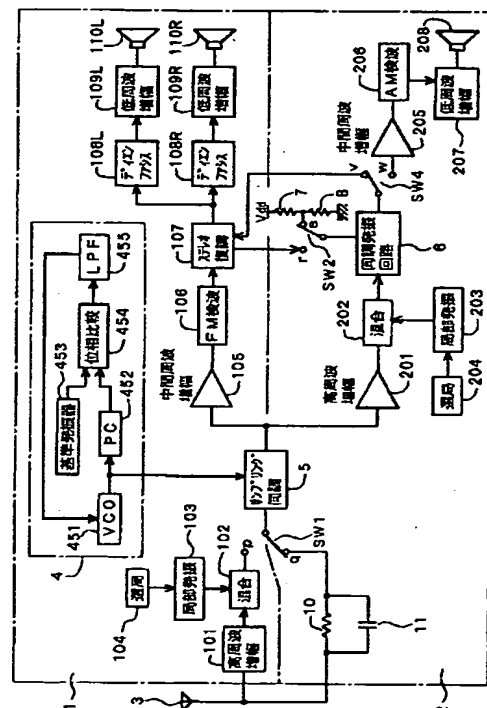 1
3
4
104
選局
103
局部発振
102
混合
101
高周波
増幅
p
q
SW1
10
11
451
VCO
452
PC
453
基準発振器
454
位相比較
455
LPF
5
サンプリング
同調
中間周波
増幅
105
106
FM検波
107
ステレオ
復調
108L
ディエン
ファシス
109L
低周波
増幅
110L
108R
ディエン
ファシス
109R
低周波
増幅
110R
高周波
増幅
201
202
混合
203
局部発振
204
選局
6
同調発振
回路
r
s
SW2
Vdd
7
8
v
w
SW4
中間周波
増幅
205
206
AM検波
207
低周波
増幅
208